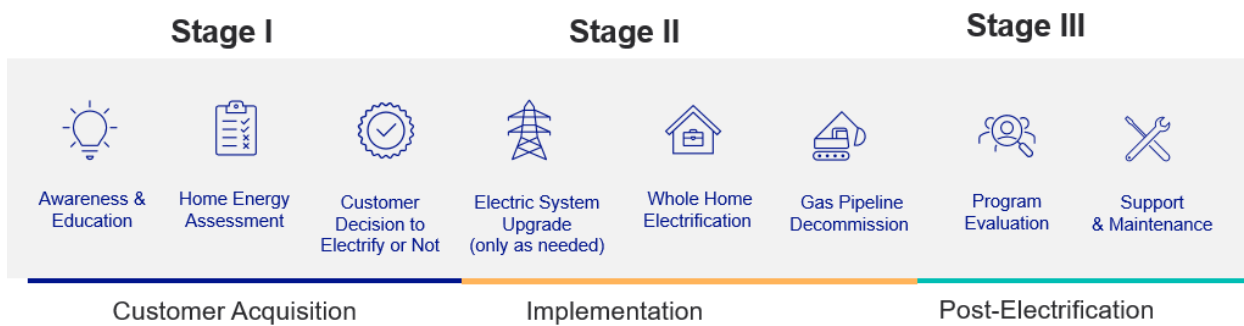 Stage I
Stage II
Stage III
Awareness &
Education
Home Energy
Assessment
Customer
Decision to
Electrify or Not
Electric System
Upgrade
(only as needed)
Whole Home
Electrification
Gas Pipeline
Decommission
Program
Evaluation
Support
& Maintenance
Customer Acquisition
Implementation
Post-Electrification